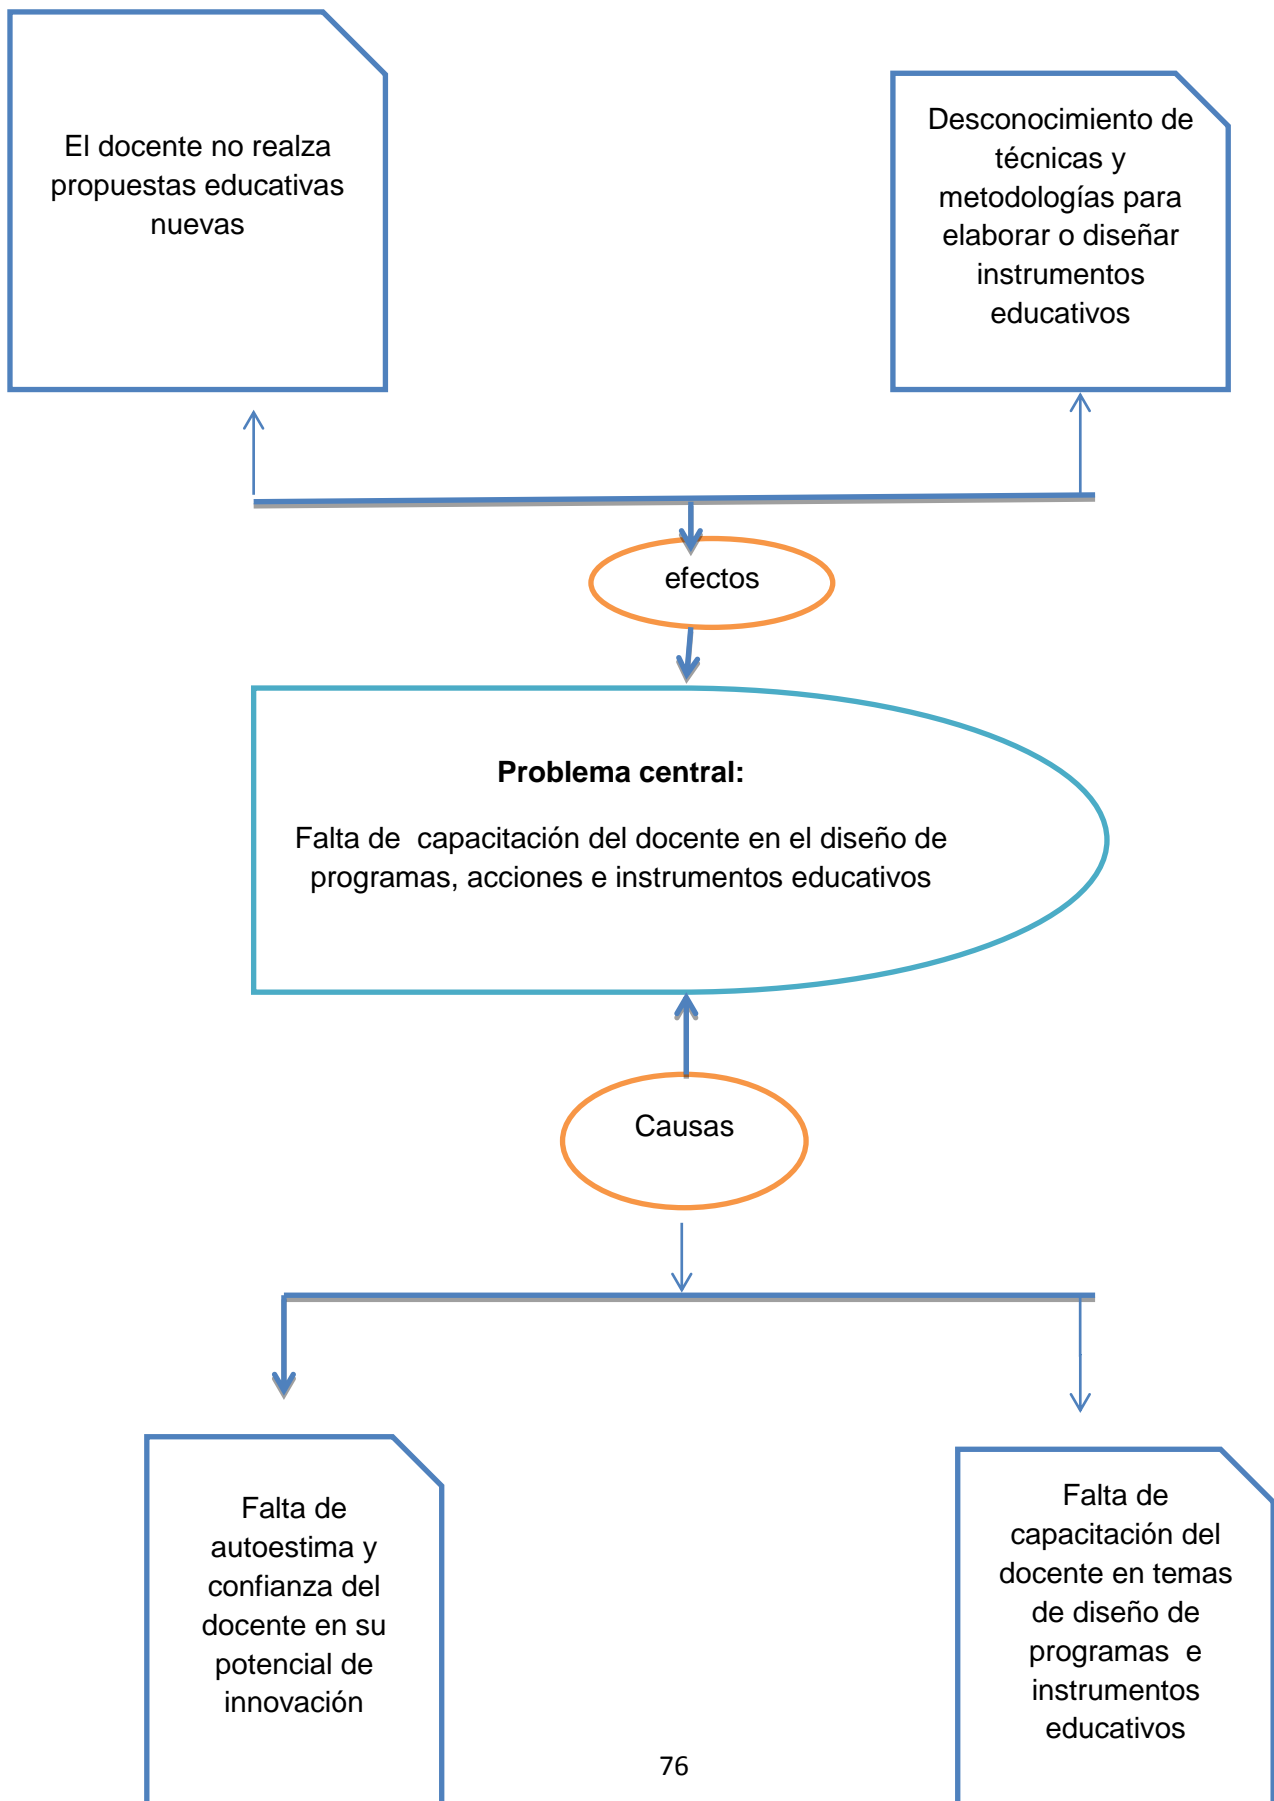 El docente no realza
propuestas educativas
nuevas
Desconocimiento de
técnicas y
metodologías para
elaborar o diseñar
instrumentos
educativos
efectos
Problema central:
Falta de  capacitación del docente en el diseño de
programas, acciones e instrumentos educativos
Causas
Falta de
autoestima y
confianza del
docente en su
potencial de
innovación
Falta de
capacitación del
docente en temas
de diseño de
programas  e
instrumentos
educativos
76